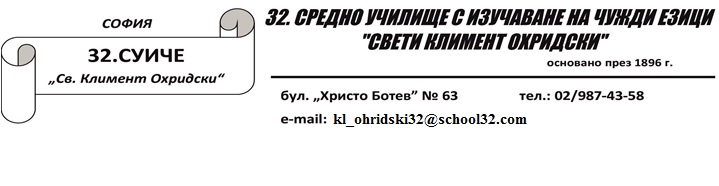 СОФИЯ
32.СУИЧЕ
„Св. Климент Охридски“
32. СРЕДНО УЧИЛИЩЕ С ИЗУЧАВАНЕ НА ЧУЖДИ ЕЗИЦИ
"СВЕТИ КЛИМЕНТ ОХРИДСКИ"
основано през 1896 г.
бул. „Христо Ботев” № 63 тел.: 02/987-43-58
e-mail: kl_ohridski32@school32.com